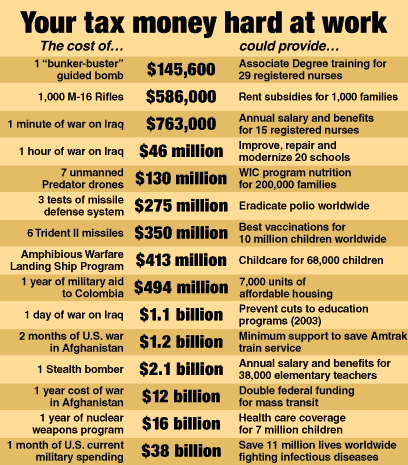 Your tax money hard at work
The cost of... could provide...
1 “bunker-buster”
guided bomb
$145,600
Associate Degree training for
29 registered nurses
1,000 M-16 Rifles
$586,000
Rent subsidies for 1,000 families
1 minute of war on Iraq
$763,000
Annual salary and benefits
for 15 registered nurses
1 hour of war on Iraq
$46 million
Improve, repair and
modernize 20 schools
7 unmanned
Predator drones
$130 million
WIC program nutrition
for 200,000 families
3 tests of missile
defense system
$275 million
Eradicate polio worldwide
6 Trident II missiles
$350 million
Best vaccinations for
10 million children worldwide
Amphibious Warfare
Landing Ship Program
$413 million
Childcare for 68,000 children
1 year of military aid
to Colombia
$494 million
7,000 units of
affordable housing
1 day of war on Iraq
$1.1 billion
Prevent cuts to education
programs (2003)
2 months of U.S. war
in Afghanistan
$1.2 billion
Minimum support to save Amtrak
train service
1 Stealth bomber
$2.1 billion
Annual salary and benefits for
38,000 elementary teachers
1 year cost of war
in Afghanistan
$12 billion
Double federal funding
for mass transit
1 year of nuclear
weapons program
$16 billion
Health care coverage
for 7 million children
1 month of U.S. current
military spending
$38 billion
Save 11 million lives worldwide
fighting infectious diseases